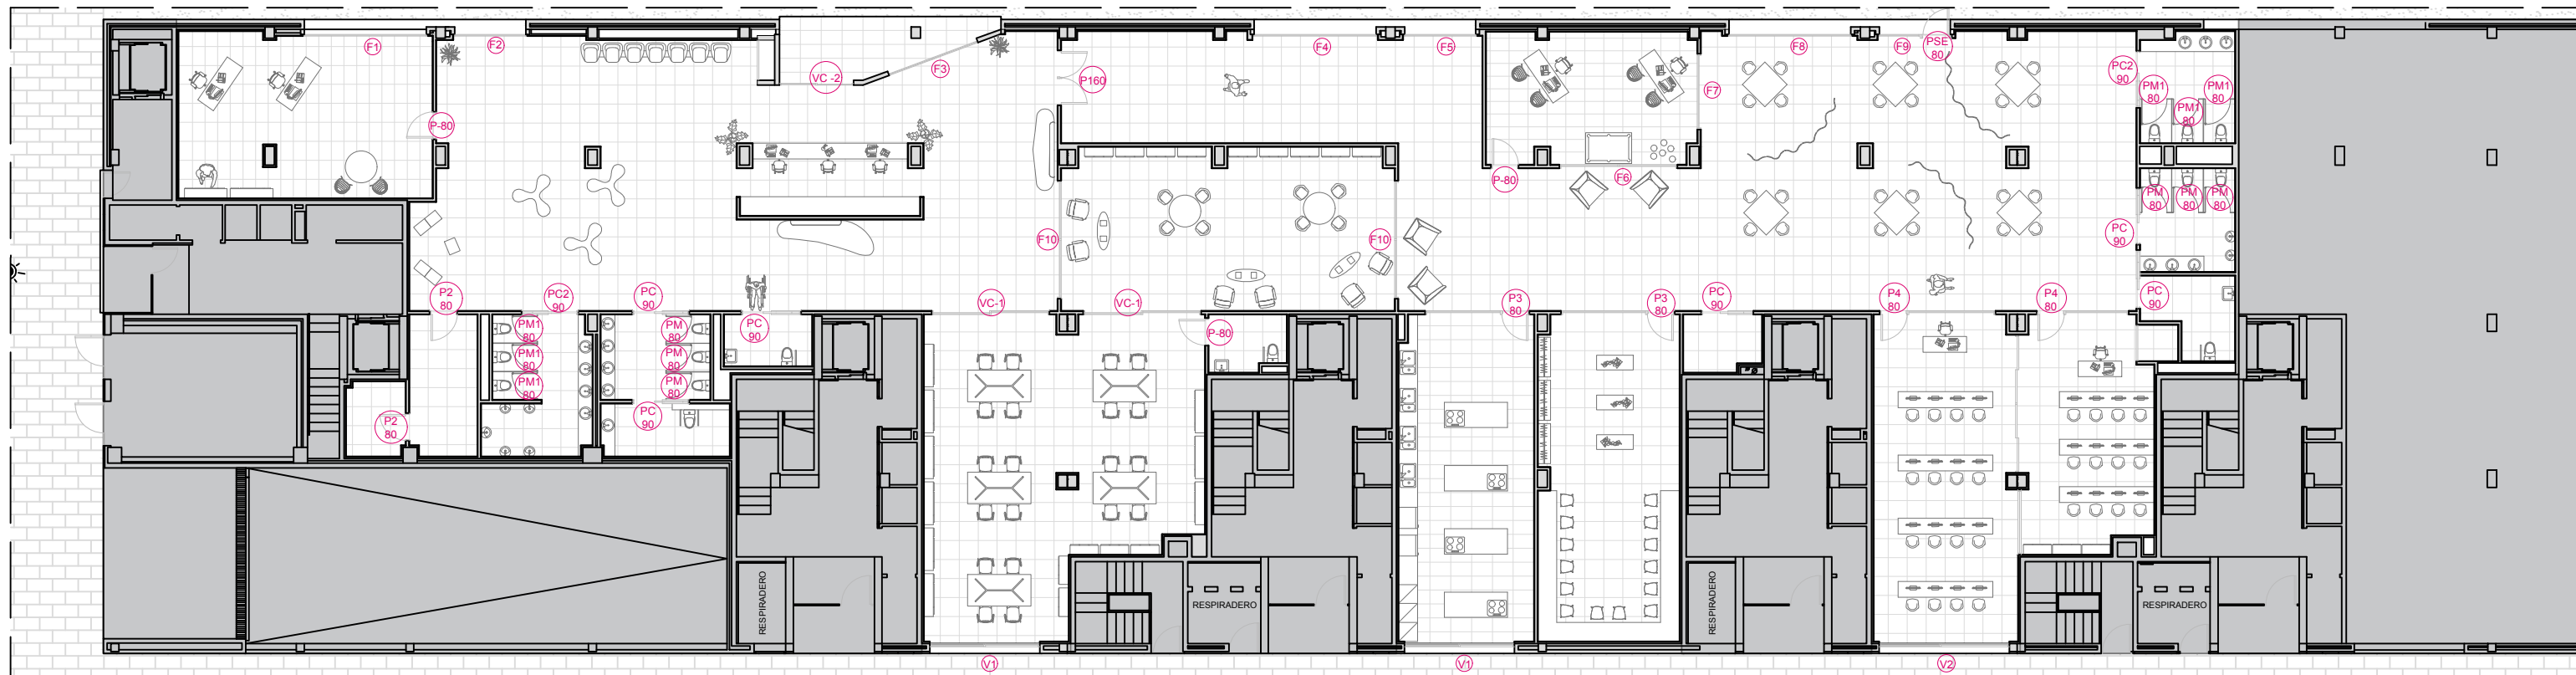 F1
F2
VC -2
F3
P160
F4
F5
F7
F8
F9
PSE
80
PC2
90
PM1
80
PM1
80
PM1
80
P-80
P-80
F6
PM
80
PM
80
PM
80
PC
90
F10
F10
P2
80
PC2
90
PC
90
VC-1
VC-1
P3
80
P3
80
PC
90
P4
80
P4
80
PC
90
PM1
80
PM1
80
PM1
80
PM
80
PM
80
PM
80
PC
90
P-80
P2
80
PC
90
RESPIRADERO
RESPIRADERO
RESPIRADERO
RESPIRADERO
V1
V1
V2